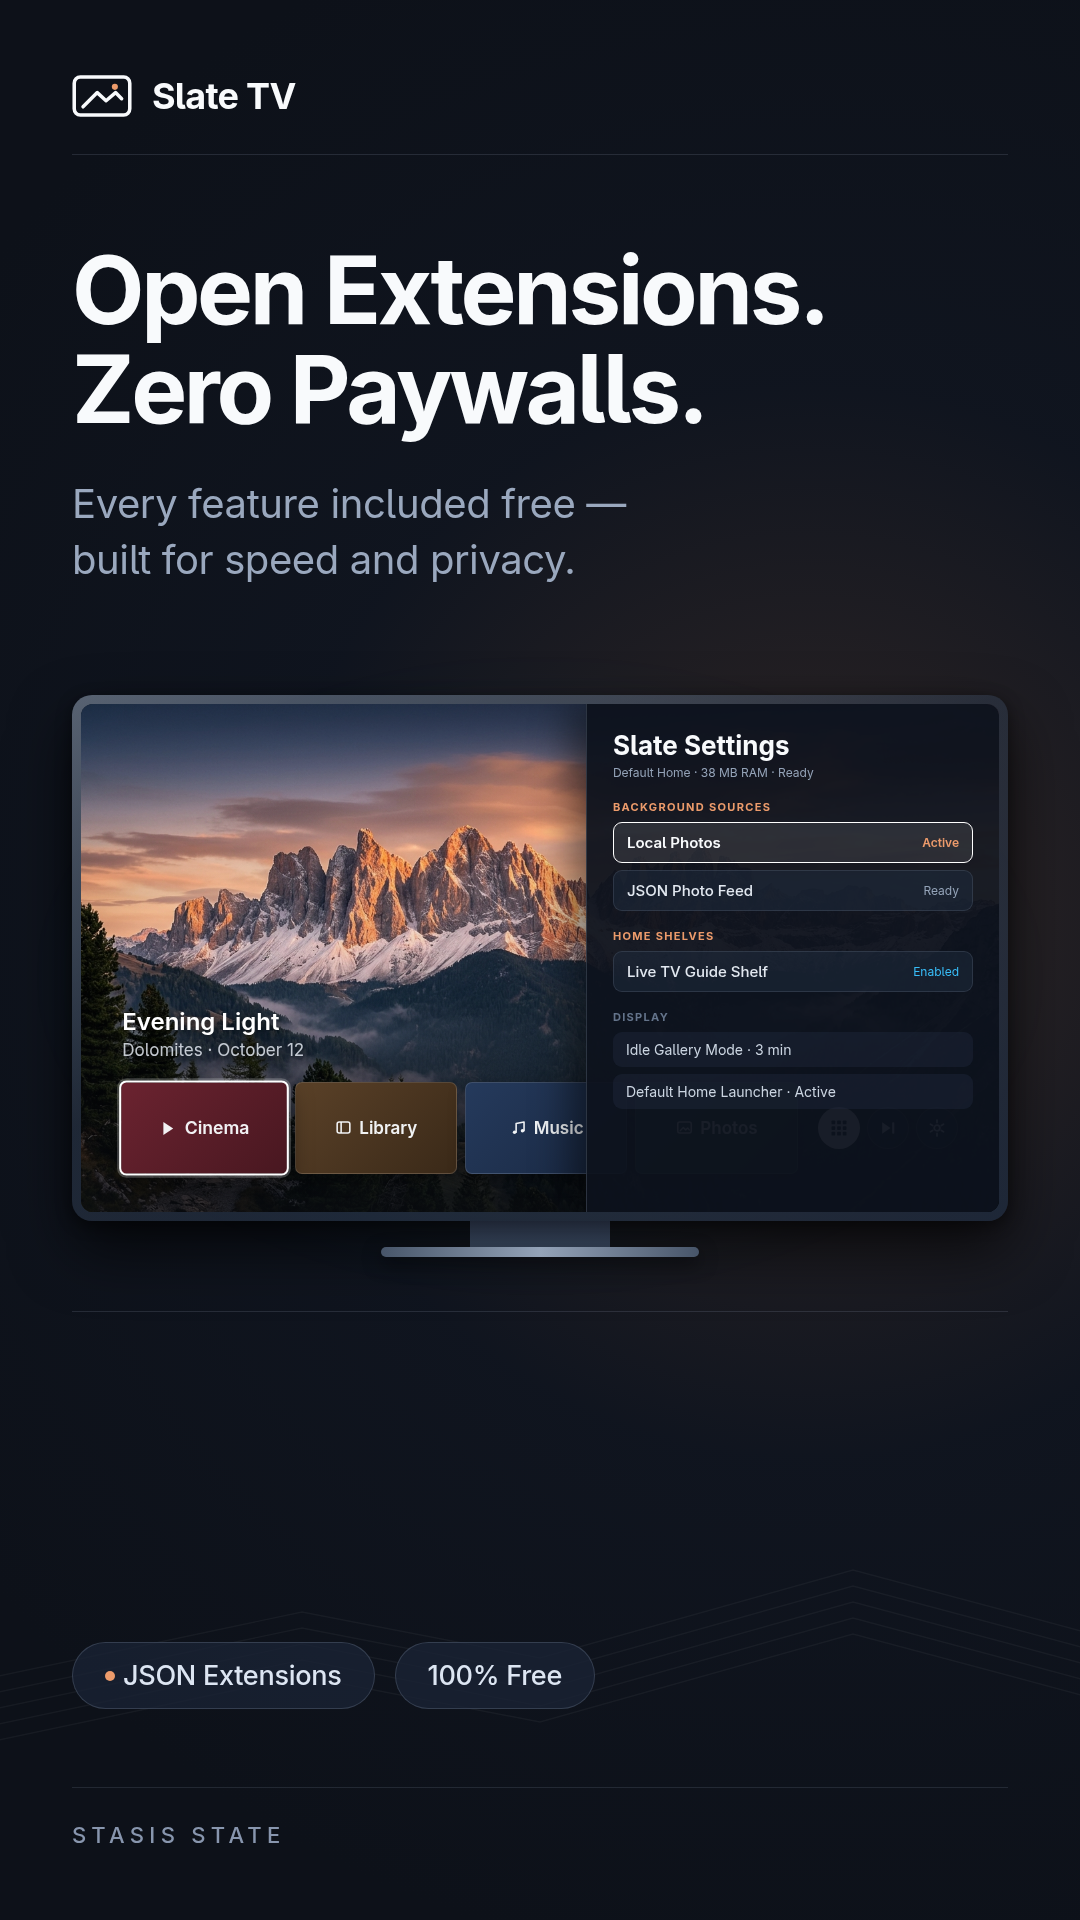 Slate TV
Open Extensions.
Zero Paywalls.
Every feature included free —
built for speed and privacy.
Slate Settings
Default Home · 38 MB RAM · Ready
BACKGROUND SOURCES
Local Photos Active
JSON Photo Feed Ready
HOME SHELVES
Live TV Guide Shelf Enabled
DISPLAY
Idle Gallery Mode · 3 min
Default Home Launcher · Active
Evening Light
Dolomites · October 12
Cinema Library Music Photos
JSON Extensions 100% Free
STASIS STATE